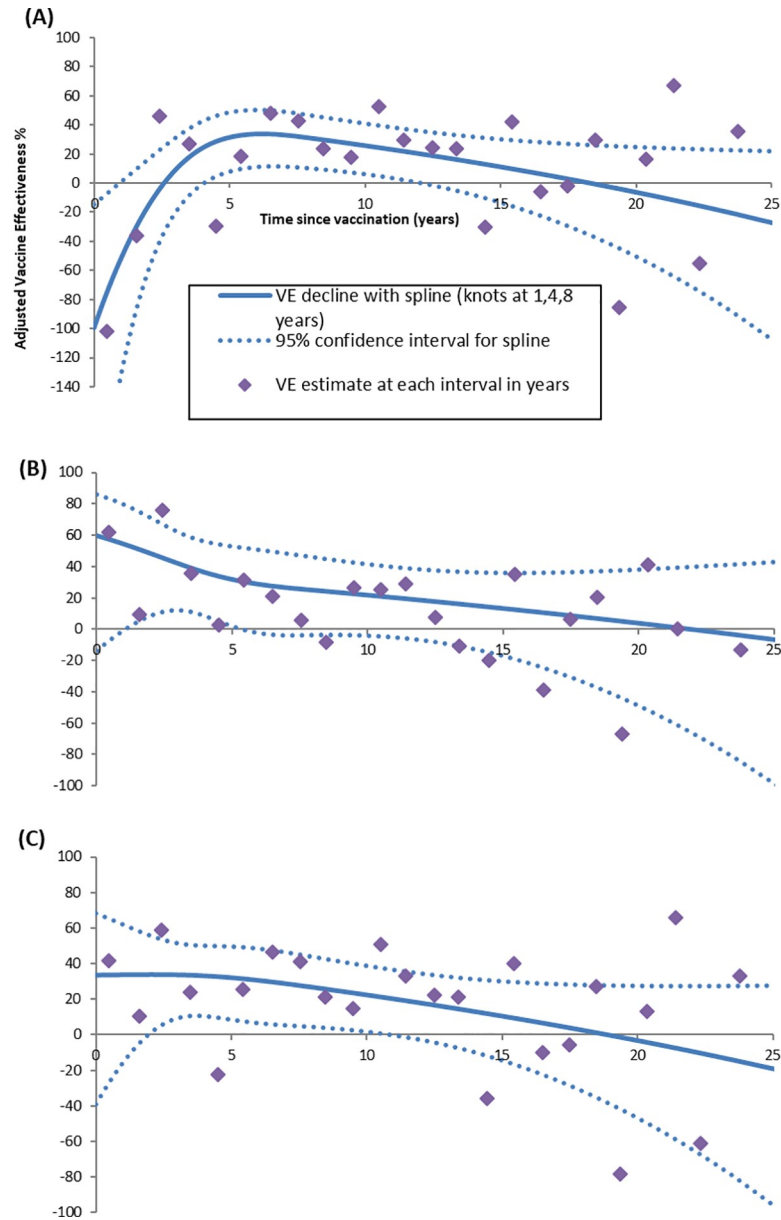 (A)
100
80
60
40
20
0
-20
-40
-60
-80
-100
-120
-140
Adjusted Vaccine Effectiveness %
0 5 10 15 20 25
Time since vaccination (years)
VE decline with spline (knots at 1,4,8
years)
95% confidence interval for spline
VE estimate at each interval in years
(B)
100
80
60
40
20
0
-20
-40
-60
-80
-100
0 5 10 15 20 25
(C)
100
80
60
40
20
0
-20
-40
-60
-80
-100
0 5 10 15 20 25